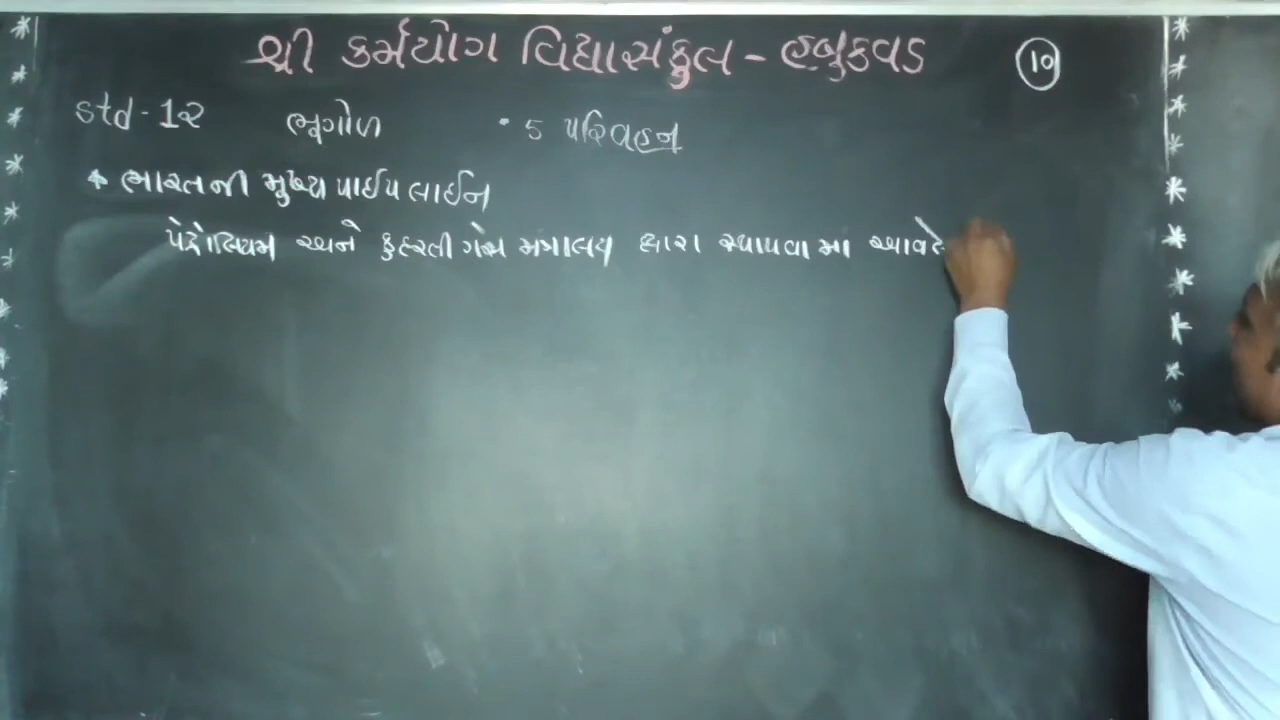 શ્રી કર્મયોગ વિદ્યાસંકુલ - હબુકવડ
10
std - 12 ભૂગોળ • 5 પરિવહન
* ભારતની મુખ્ય પાઈપ લાઈન
પેટ્રોલિયમ અને કુદરતી ગેસ મત્રાલય દ્વારા સ્થાપવા મા આવેલ